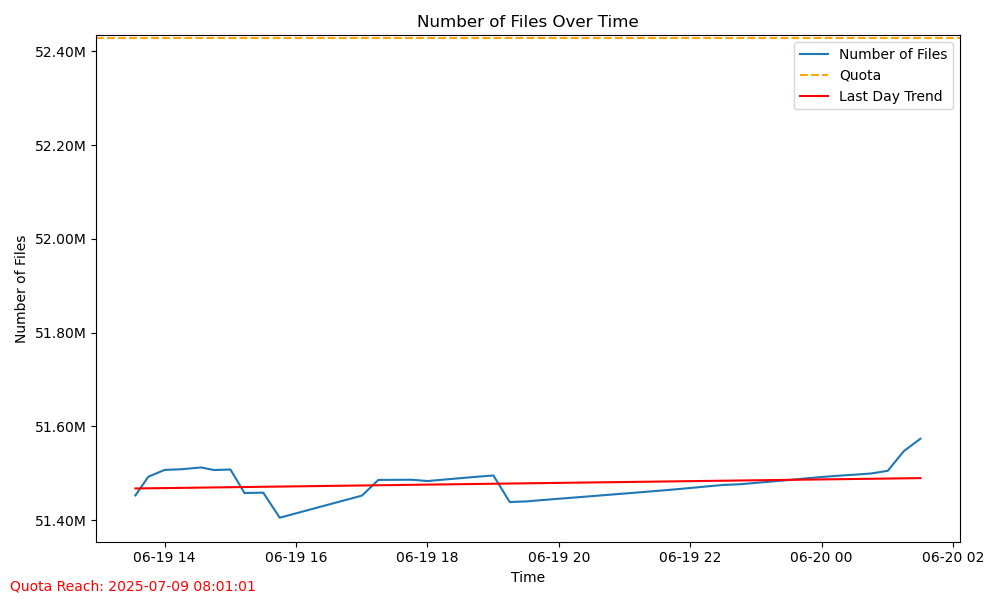 Number of Files Over Time
Number of Files
Quota
Last Day Trend
52.40M
52.20M
52.00M
51.80M
51.60M
51.40M
Number of Files
06-19 14 06-19 16 06-19 18 06-19 20 06-19 22 06-20 00 06-20 02
Time
Quota Reach: 2025-07-09 08:01:01